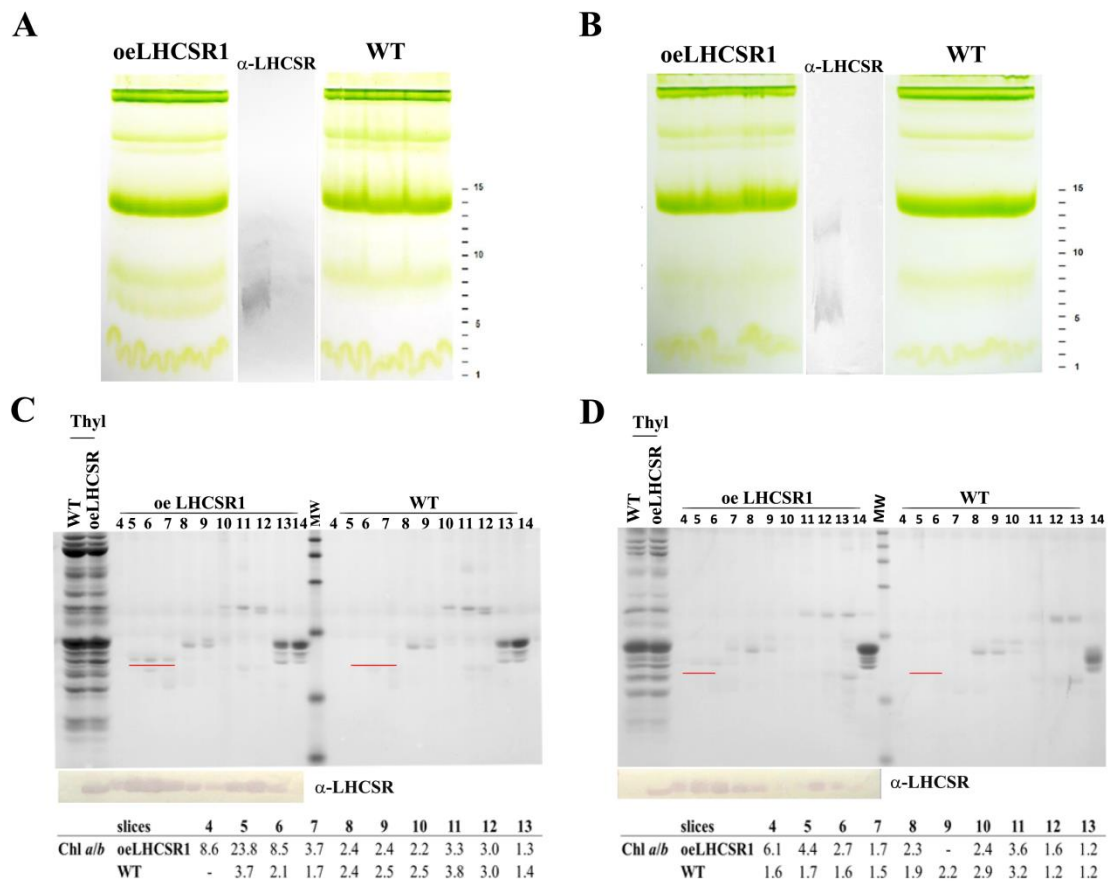 A
oeLHCSR1 α-LHCSR WT
15
10
5
1
B
oeLHCSR1 α-LHCSR WT
15
10
5
1
C
Thyl
WT oeLHCSR
oe LHCSR1 WT
4 5 6 7 8 9 10 11 12 13 14 MW 4 5 6 7 8 9 10 11 12 13 14
α-LHCSR
slices 4 5 6 7 8 9 10 11 12 13
Chl a/b oeLHCSR1 8.6 23.8 8.5 3.7 2.4 2.4 2.2 3.3 3.0 1.3
WT - 3.7 2.1 1.7 2.4 2.5 2.5 3.8 3.0 1.4
D
Thyl
WT oeLHCSR
oe LHCSR1 WT
4 5 6 7 8 9 10 11 12 13 14 MW 4 5 6 7 8 9 10 11 12 13 14
α-LHCSR
slices 4 5 6 7 8 9 10 11 12 13
Chl a/b oeLHCSR1 6.1 4.4 2.7 1.7 2.3 - 2.4 3.6 1.6 1.2
WT 1.6 1.7 1.6 1.5 1.9 2.2 2.9 3.2 1.2 1.2